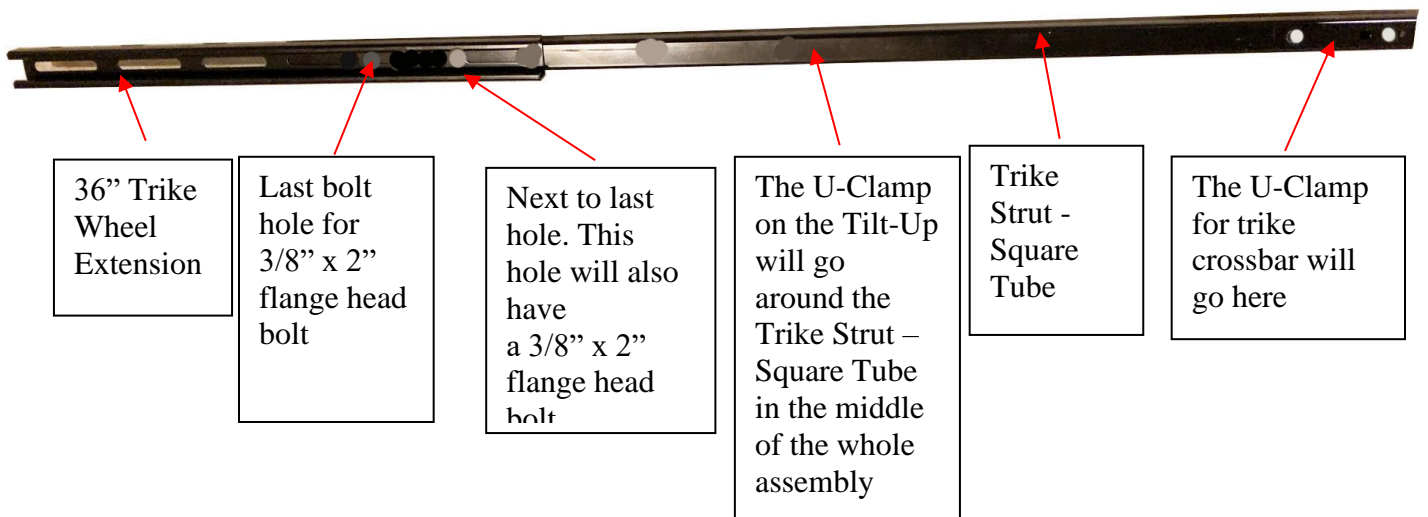 36” Trike
Wheel
Extension
Last bolt
hole for
3/8” x 2”
flange head
bolt
Next to last
hole. This
hole will also
have
a 3/8” x 2”
flange head
bolt
The U-Clamp
on the Tilt-Up
will go
around the
Trike Strut –
Square Tube
in the middle
of the whole
assembly
Trike
Strut -
Square
Tube
The U-Clamp
for trike
crossbar will
go here